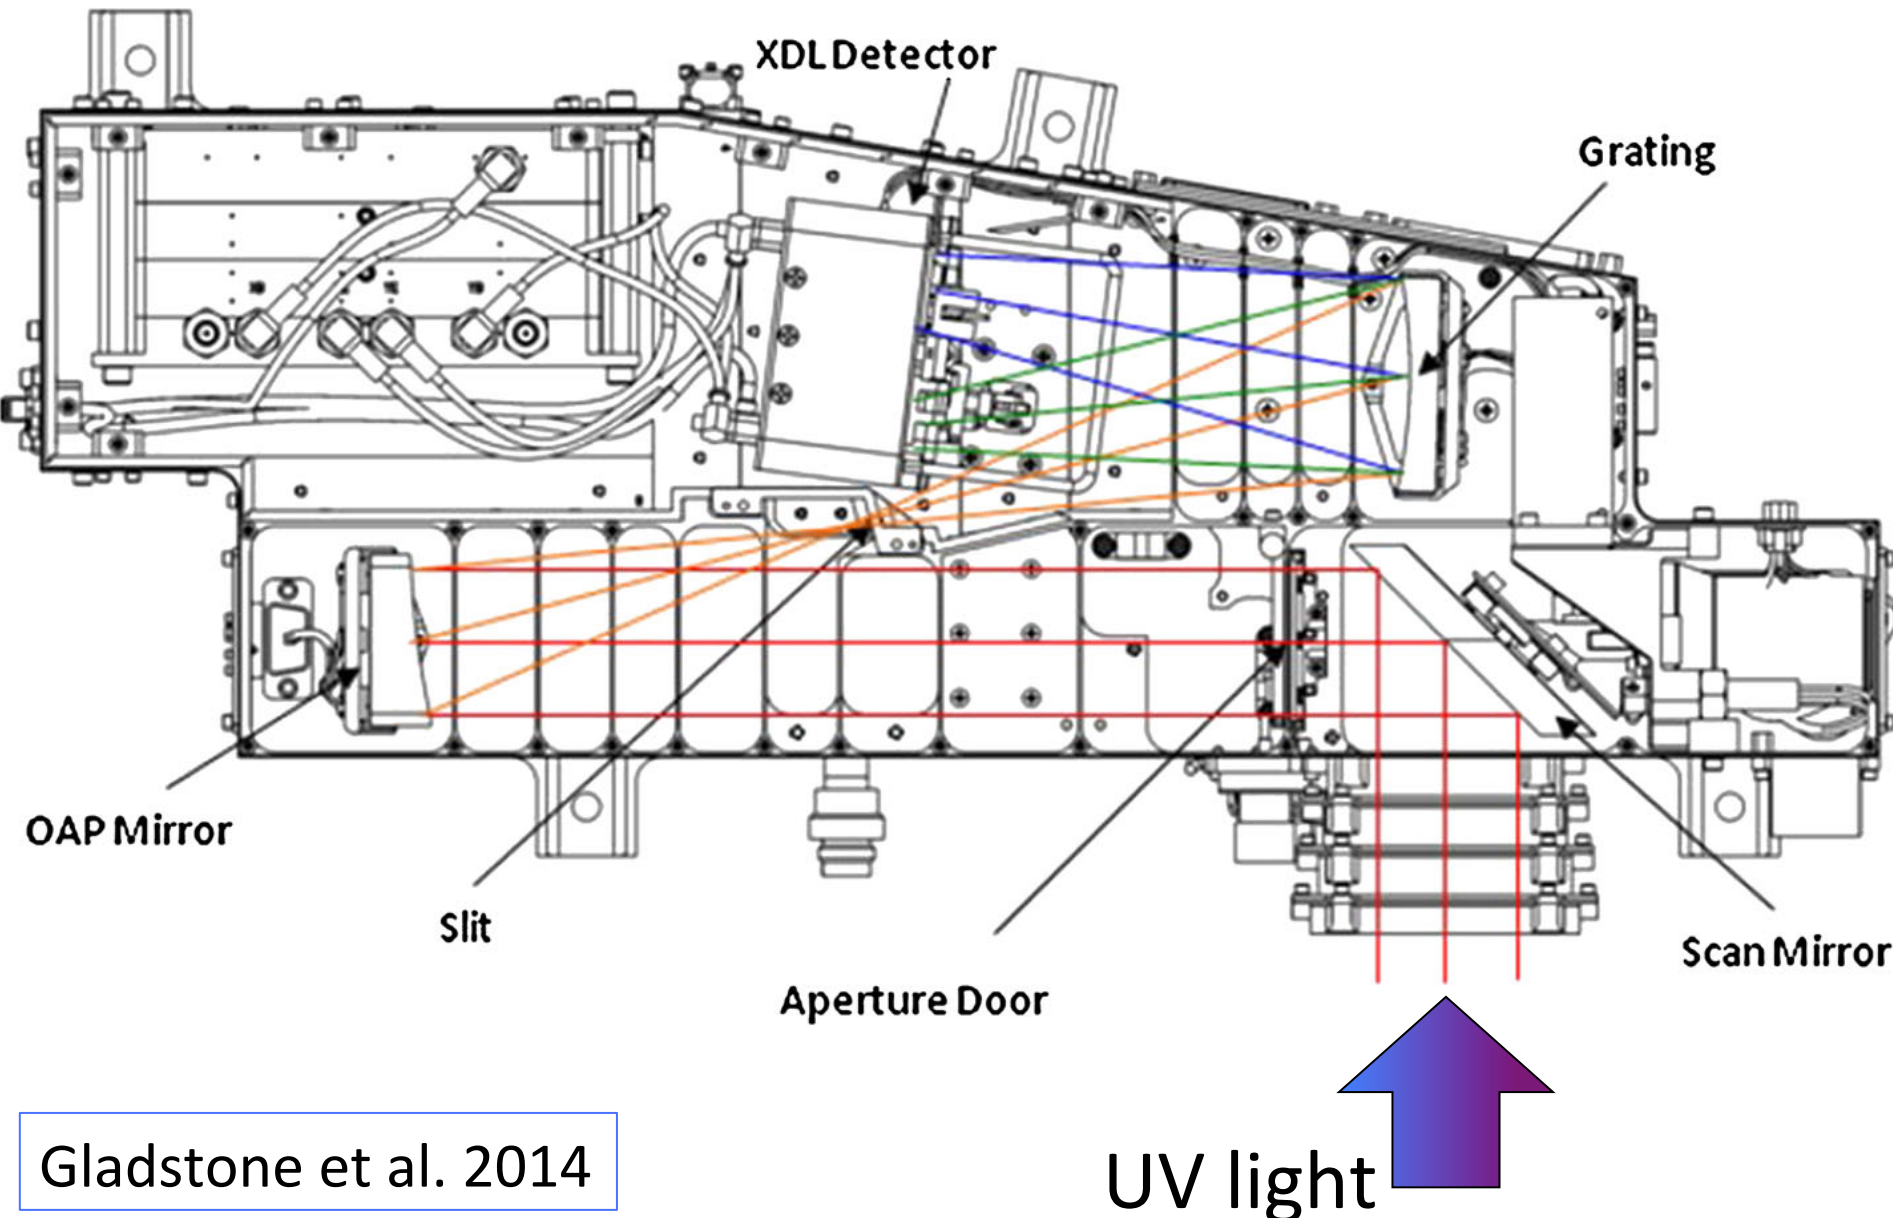 XDL Detector
Grating
OAP Mirror
Slit
Aperture Door
Scan Mirror
Gladstone et al. 2014
UV light